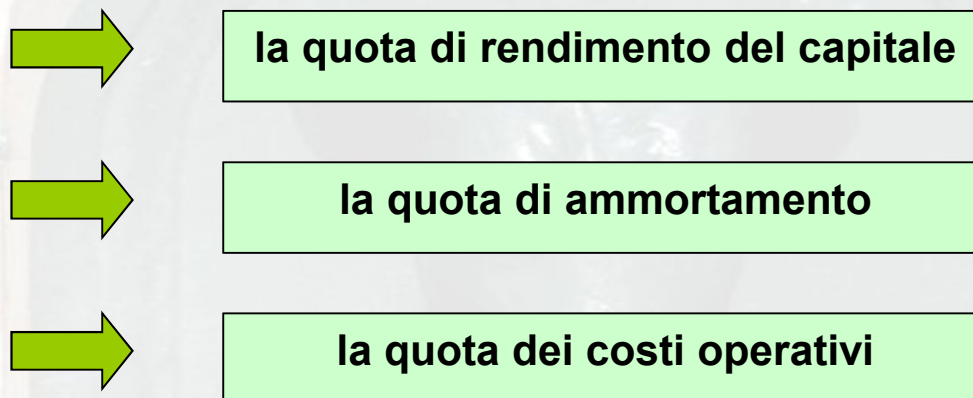 la quota di rendimento del capitale
la quota di ammortamento
la quota dei costi operativi